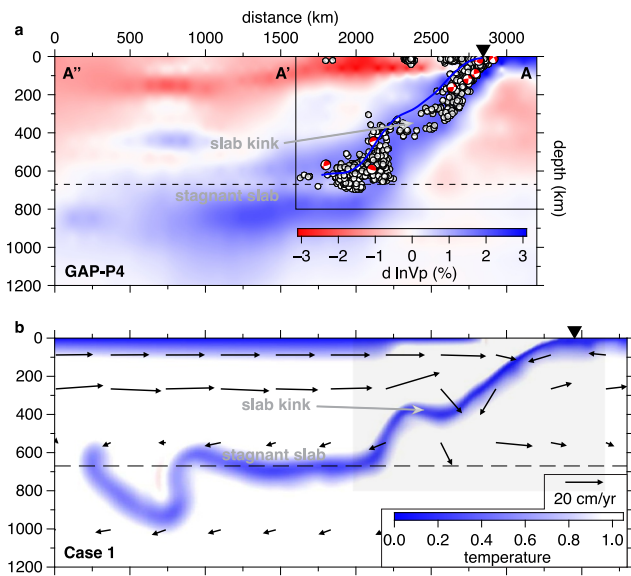 distance (km)
a
0 500 1000 1500 2000 2500 3000
A" A' A
0
200
400
600
800
1000
1200
depth (km)
slab kink
stagnant slab
−3 −2 −1 0 1 2 3
d lnVp (%)
GAP-P4
b
0
200
400
600
800
1000
1200
slab kink
stagnant slab
20 cm/yr
0.0 0.2 0.4 0.6 0.8 1.0
temperature
Case 1